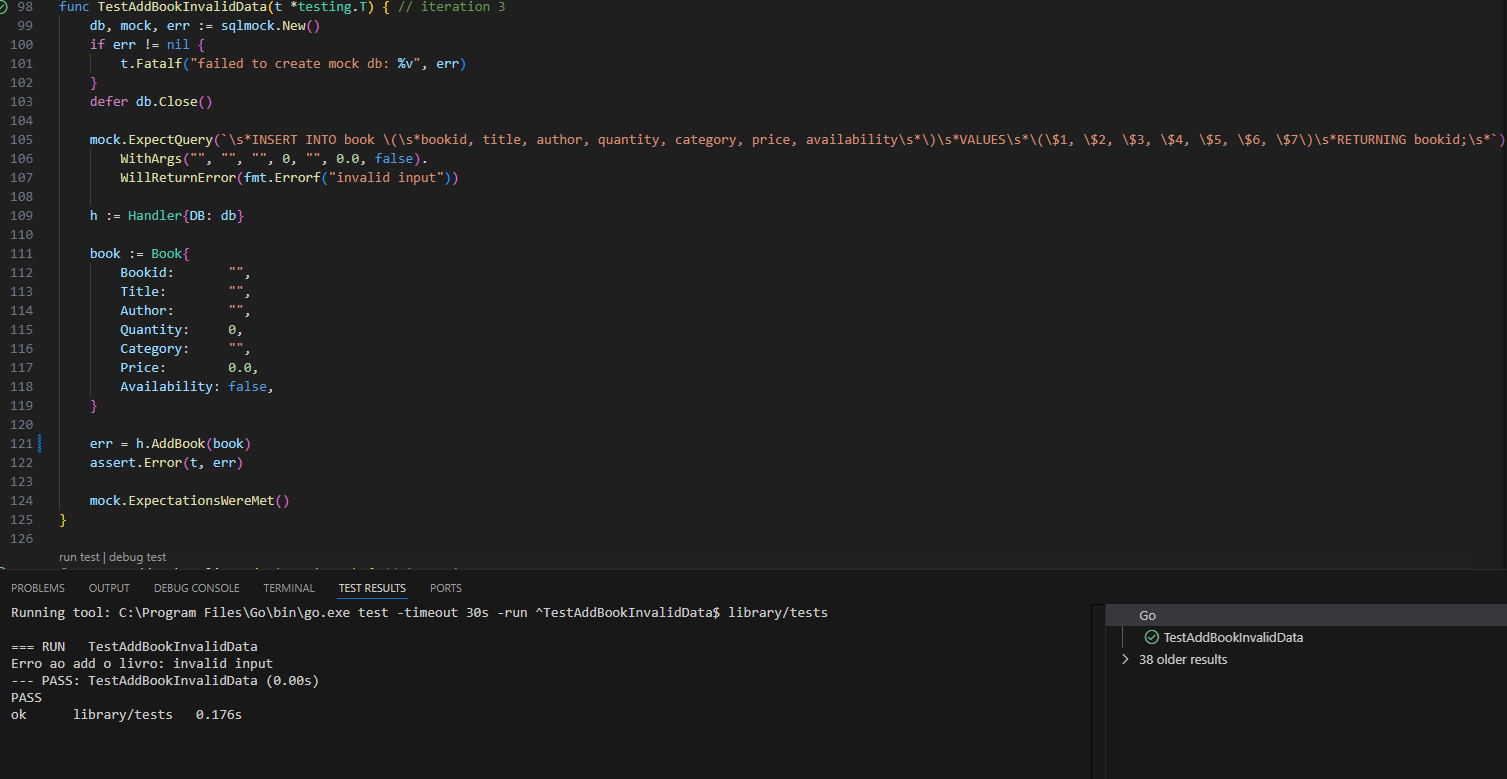 98 func TestAddBookInvalidData(t *testing.T) { // iteration 3
99 db, mock, err := sqlmock.New()
100 if err != nil {
101 t.Fatalf("failed to create mock db: %v", err)
102 }
103 defer db.Close()
104
105 mock.ExpectQuery(`\s*INSERT INTO book \(\s*bookid, title, author, quantity, category, price, availability\s*\)\s*VALUES\s*\(\$1, \$2, \$3, \$4, \$5, \$6, \$7\)\s*RETURNING bookid;\s*`)
106 WithArgs("", "", "", 0, "", 0.0, false).
107 WillReturnError(fmt.Errorf("invalid input"))
108
109 h := Handler{DB: db}
110
111 book := Book{
112 Bookid: "",
113 Title: "",
114 Author: "",
115 Quantity: 0,
116 Category: "",
117 Price: 0.0,
118 Availability: false,
119 }
120
121 err = h.AddBook(book)
122 assert.Error(t, err)
123
124 mock.ExpectationsWereMet()
125 }
126
run test | debug test
PROBLEMS OUTPUT DEBUG CONSOLE TERMINAL TEST RESULTS PORTS
Running tool: C:\Program Files\Go\bin\go.exe test -timeout 30s -run ^TestAddBookInvalidData$ library/tests
=== RUN TestAddBookInvalidData
Erro ao add o livro: invalid input
--- PASS: TestAddBookInvalidData (0.00s)
PASS
ok library/tests 0.176s
Go
TestAddBookInvalidData
38 older results